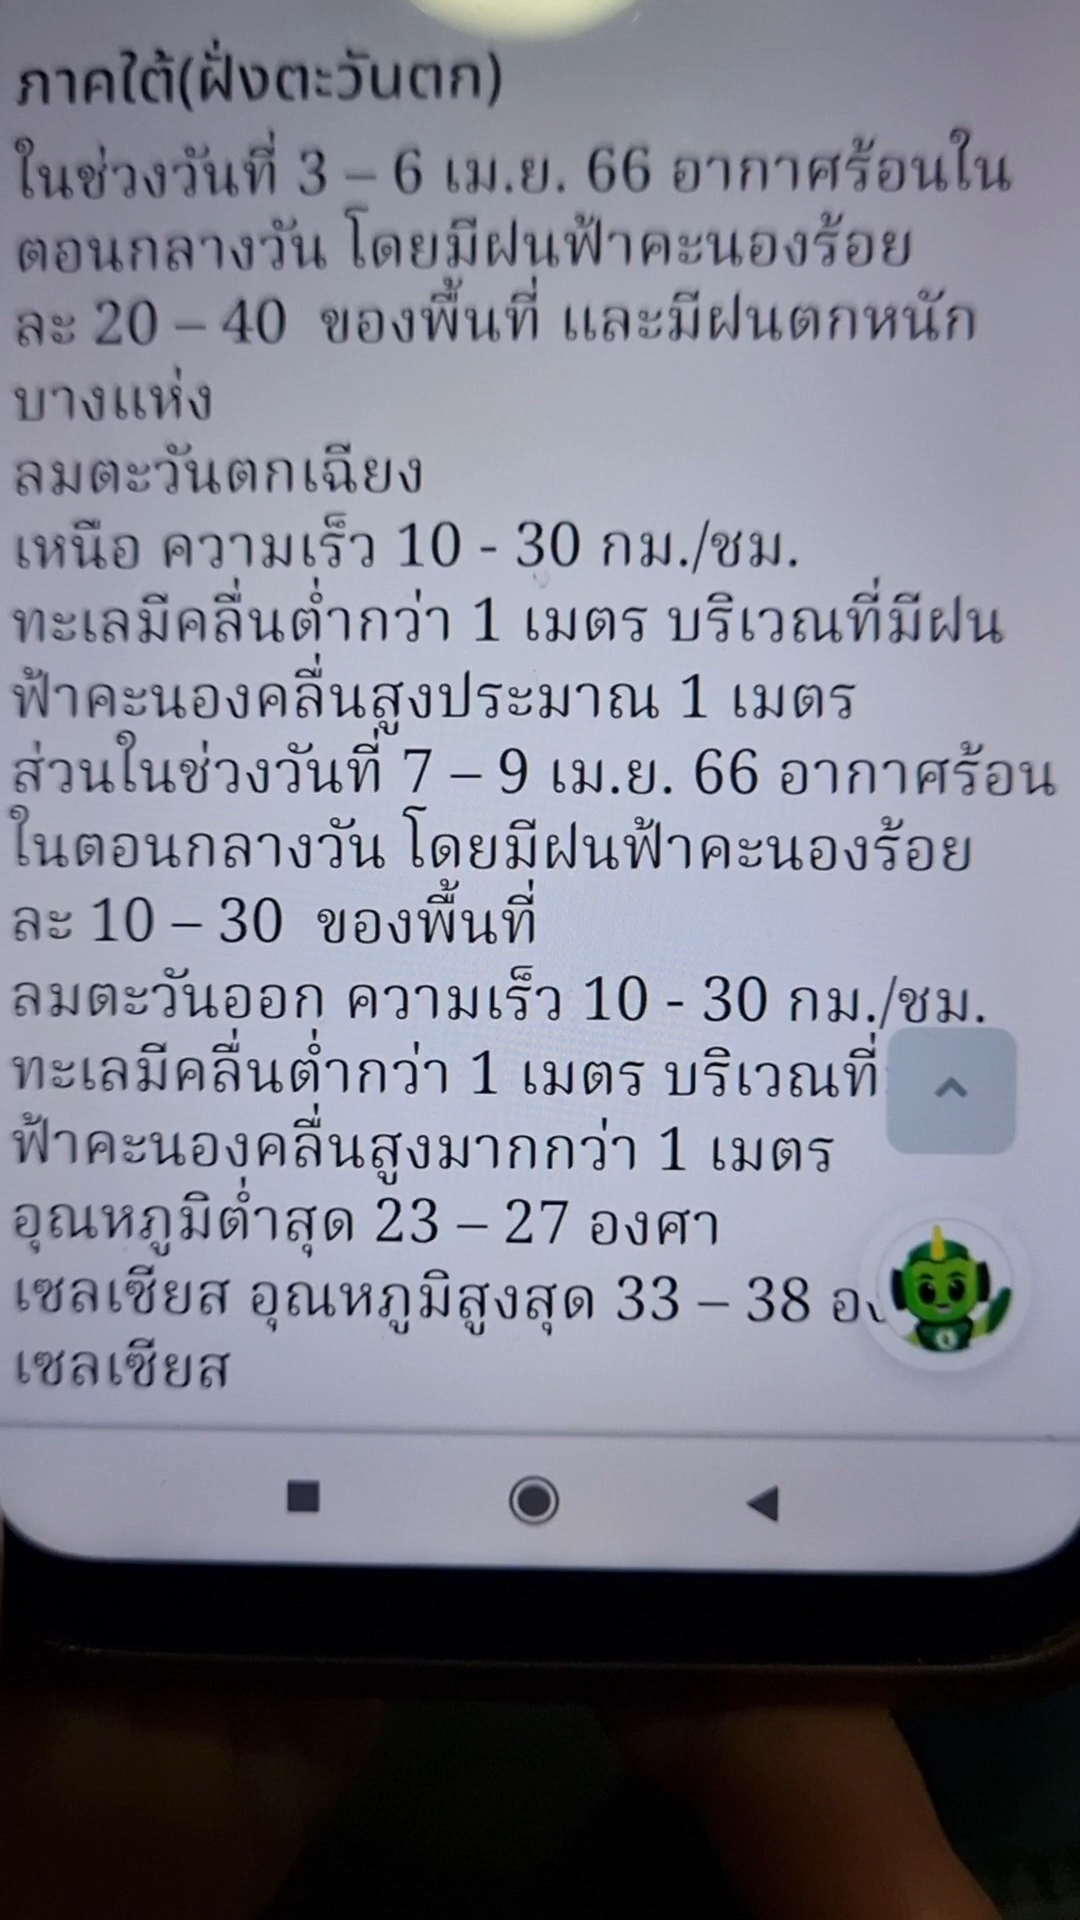 ภาคใต้(ฝั่งตะวันตก)
ในช่วงวันที่ 3 – 6 เม.ย. 66 อากาศร้อนใน
ตอนกลางวัน โดยมีฝนฟ้าคะนองร้อย
ละ 20 – 40 ของพื้นที่ และมีฝนตกหนัก
บางแห่ง
ลมตะวันตกเฉียง
เหนือ ความเร็ว 10 - 30 กม./ชม.
ทะเลมีคลื่นต่ำกว่า 1 เมตร บริเวณที่มีฝน
ฟ้าคะนองคลื่นสูงประมาณ 1 เมตร
ส่วนในช่วงวันที่ 7 – 9 เม.ย. 66 อากาศร้อน
ในตอนกลางวัน โดยมีฝนฟ้าคะนองร้อย
ละ 10 – 30 ของพื้นที่
ลมตะวันออก ความเร็ว 10 - 30 กม./ชม.
ทะเลมีคลื่นต่ำกว่า 1 เมตร บริเวณที่
ฟ้าคะนองคลื่นสูงมากกว่า 1 เมตร
อุณหภูมิต่ำสุด 23 – 27 องศา
เซลเซียส อุณหภูมิสูงสุด 33 – 38
เซลเซียส